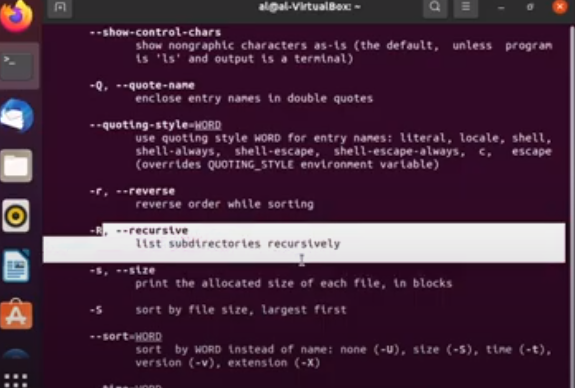 al@al-VirtualBox: ~
--show-control-chars
show nongraphic characters as-is (the default, unless program
is 'ls' and output is a terminal)
-Q, --quote-name
enclose entry names in double quotes
--quoting-style=WORD
use quoting style WORD for entry names: literal, locale, shell,
shell-always, shell-escape, shell-escape-always, c, escape
(overrides QUOTING_STYLE environment variable)
-r, --reverse
reverse order while sorting
-R, --recursive
list subdirectories recursively
-s, --size
print the allocated size of each file, in blocks
-S sort by file size, largest first
--sort=WORD
sort by WORD instead of name: none (-U), size (-S), time (-t),
version (-v), extension (-X)